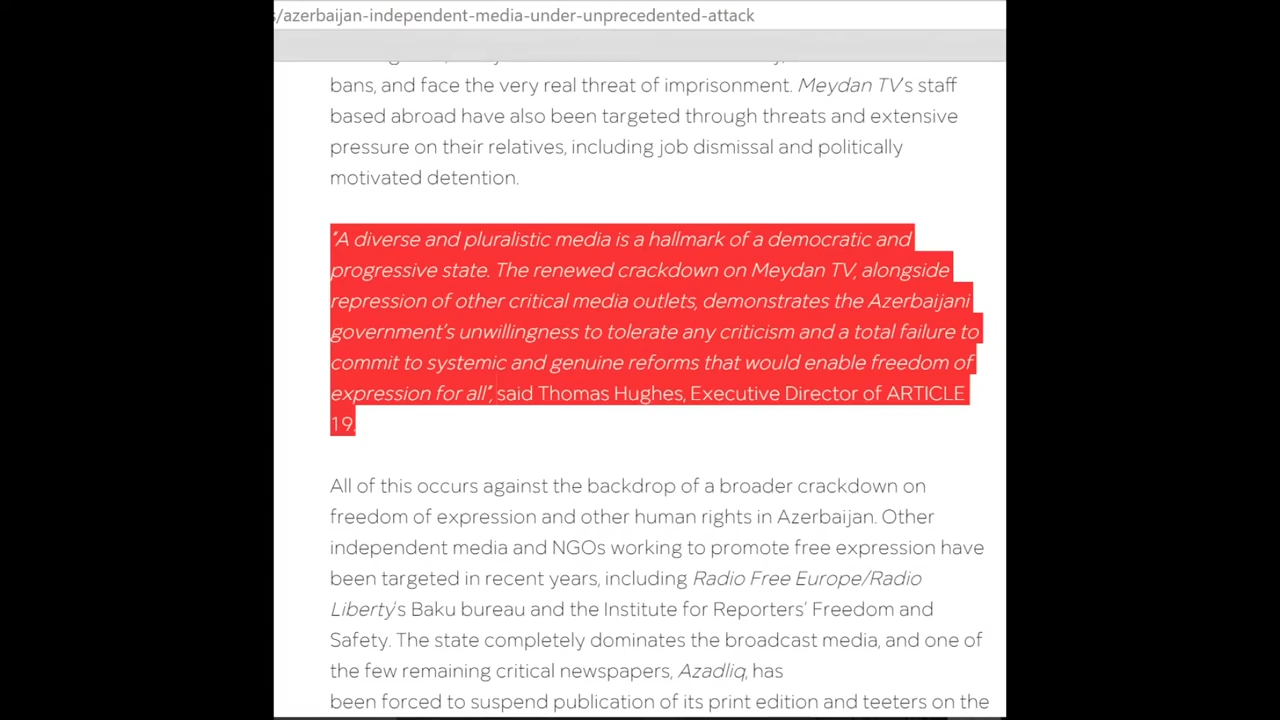 /azerbaijan-independent-media-under-unprecedented-attack
bans, and face the very real threat of imprisonment. Meydan TV's staff
based abroad have also been targeted through threats and extensive
pressure on their relatives, including job dismissal and politically
motivated detention.
“A diverse and pluralistic media is a hallmark of a democratic and
progressive state. The renewed crackdown on Meydan TV, alongside
repression of other critical media outlets, demonstrates the Azerbaijani
government’s unwillingness to tolerate any criticism and a total failure to
commit to systemic and genuine reforms that would enable freedom of
expression for all”, said Thomas Hughes, Executive Director of ARTICLE
19.
All of this occurs against the backdrop of a broader crackdown on
freedom of expression and other human rights in Azerbaijan. Other
independent media and NGOs working to promote free expression have
been targeted in recent years, including Radio Free Europe/Radio
Liberty’s Baku bureau and the Institute for Reporters’ Freedom and
Safety. The state completely dominates the broadcast media, and one of
the few remaining critical newspapers, Azadliq, has
been forced to suspend publication of its print edition and teeters on the